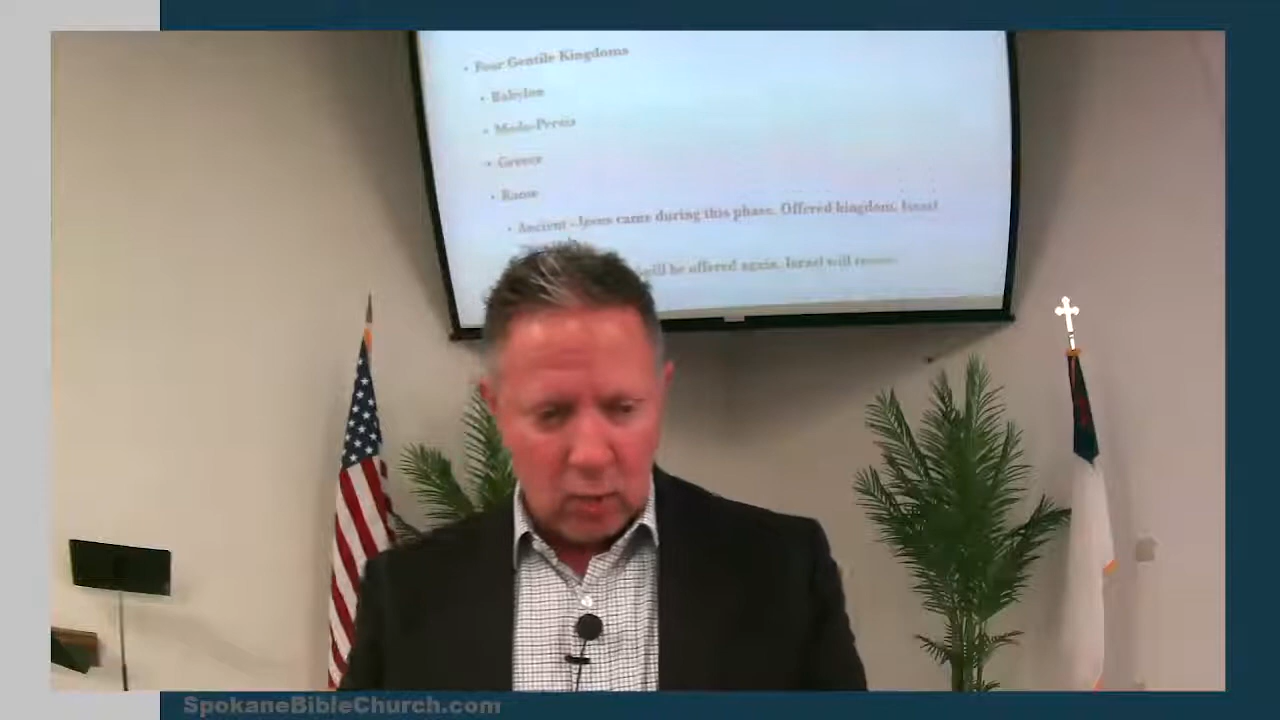 • Four Gentile Kingdoms
• Babylon
• Medo-Persia
• Greece
• Rome
• Ancient - Jesus came during this phase. Offered kingdom. Israel
will be offered again. Israel will
SpokaneBibleChurch.com